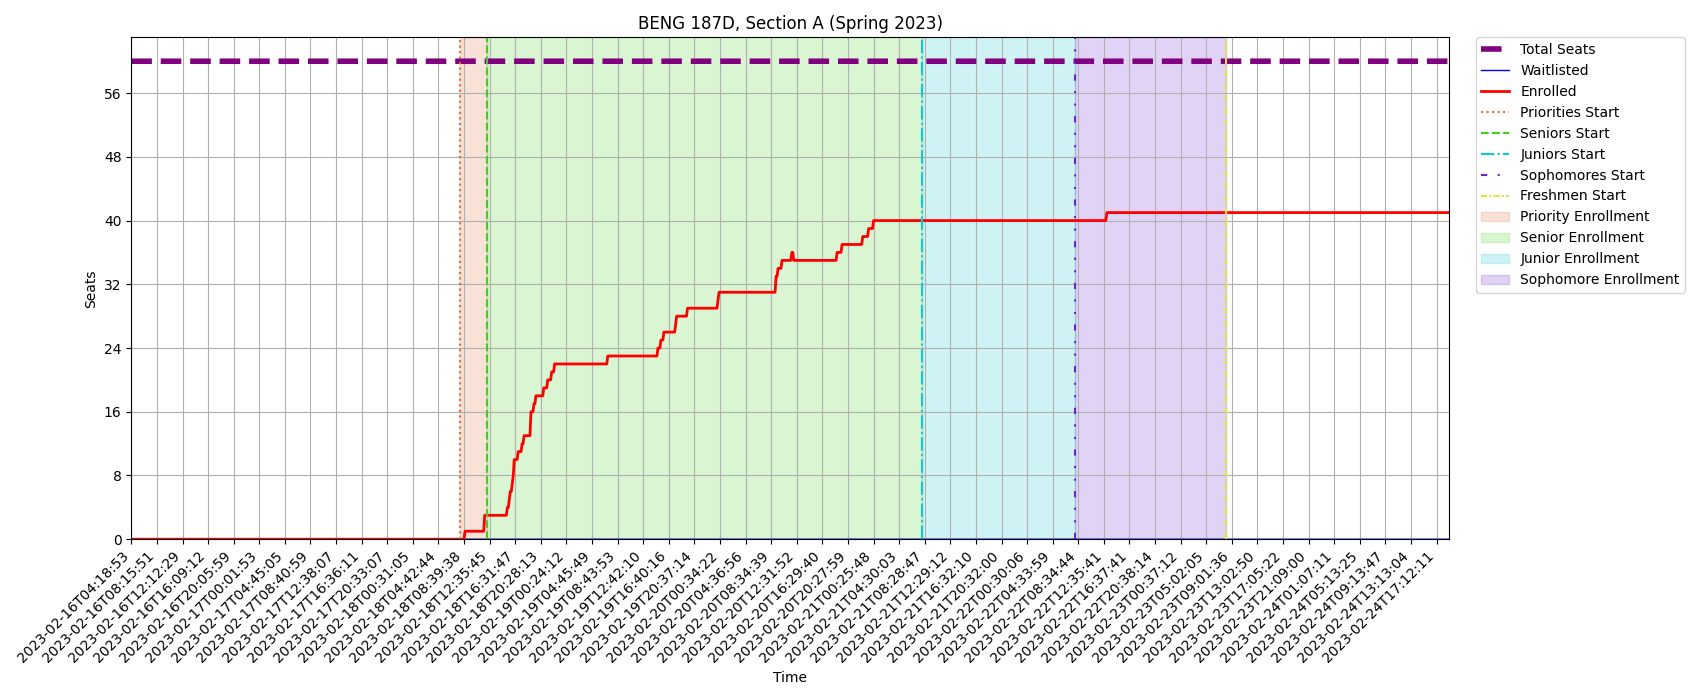 BENG 187D, Section A (Spring 2023)
Total Seats
Waitlisted
Enrolled
Priorities Start
Seniors Start
Juniors Start
Sophomores Start
Freshmen Start
Priority Enrollment
Senior Enrollment
Junior Enrollment
Sophomore Enrollment
Seats
56
48
40
32
24
16
8
0
2023-02-16T04:18:53
2023-02-16T08:15:51
2023-02-16T12:12:29
2023-02-16T16:09:12
2023-02-16T20:05:59
2023-02-17T00:01:53
2023-02-17T04:45:05
2023-02-17T08:40:59
2023-02-17T12:38:07
2023-02-17T16:36:11
2023-02-17T20:33:07
2023-02-18T00:31:05
2023-02-18T04:42:44
2023-02-18T08:39:38
2023-02-18T12:35:45
2023-02-18T16:31:47
2023-02-18T20:28:13
2023-02-19T00:24:12
2023-02-19T04:45:49
2023-02-19T08:43:53
2023-02-19T12:42:10
2023-02-19T16:40:16
2023-02-19T20:37:14
2023-02-20T00:34:22
2023-02-20T04:36:56
2023-02-20T08:34:39
2023-02-20T12:31:52
2023-02-20T16:29:40
2023-02-20T20:27:59
2023-02-21T00:25:48
2023-02-21T04:30:03
2023-02-21T08:28:47
2023-02-21T12:29:12
2023-02-21T16:32:10
2023-02-21T20:32:00
2023-02-22T00:30:06
2023-02-22T04:33:59
2023-02-22T08:34:44
2023-02-22T12:35:41
2023-02-22T16:37:41
2023-02-22T20:38:14
2023-02-23T00:37:12
2023-02-23T05:02:05
2023-02-23T09:01:36
2023-02-23T13:02:50
2023-02-23T17:05:22
2023-02-23T21:09:00
2023-02-24T01:07:11
2023-02-24T05:13:25
2023-02-24T09:13:47
2023-02-24T13:13:04
2023-02-24T17:12:11
Time